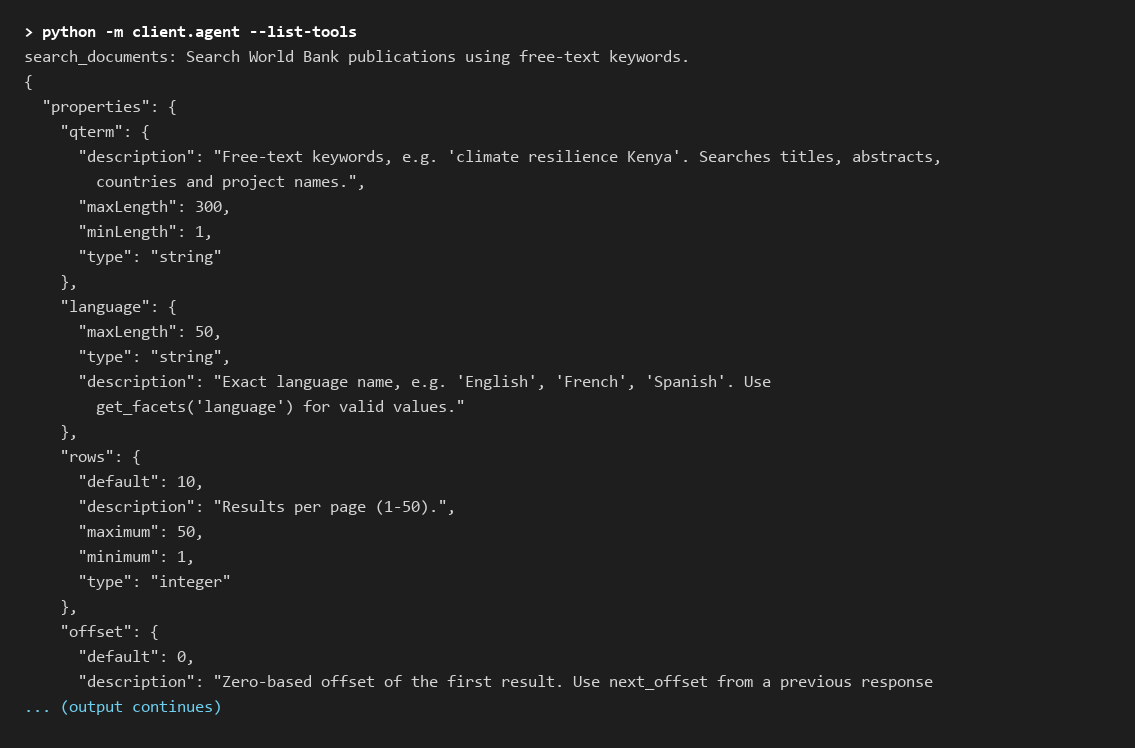 > python -m client.agent --list-tools
search_documents: Search World Bank publications using free-text keywords.
{
  "properties": {
    "qterm": {
      "description": "Free-text keywords, e.g. 'climate resilience Kenya'. Searches titles, abstracts,
        countries and project names.",
      "maxLength": 300,
      "minLength": 1,
      "type": "string"
    },
    "language": {
      "maxLength": 50,
      "type": "string",
      "description": "Exact language name, e.g. 'English', 'French', 'Spanish'. Use
        get_facets('language') for valid values."
    },
    "rows": {
      "default": 10,
      "description": "Results per page (1-50).",
      "maximum": 50,
      "minimum": 1,
      "type": "integer"
    },
    "offset": {
      "default": 0,
      "description": "Zero-based offset of the first result. Use next_offset from a previous response
... (output continues)